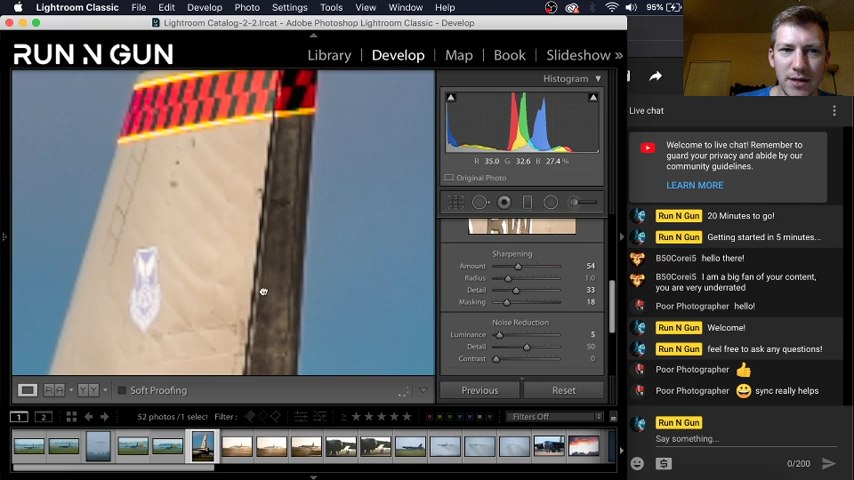 Lightroom Classic File Edit Photo Settings Tools View Window Help 95%
Lightroom Catalog-2-2.lrcat - Adobe Photoshop Lightroom Classic - Develop
RUN N GUN Library Develop Map Book Slideshow »
Histogram
R 35.0 G 32.6 B 27.4 %
Original Photo
Sharpening
Amount 54
Radius 1.0
Detail 33
Masking 18
Noise Reduction
Luminance 5
Detail 50
Contrast 0
Soft Proofing
Previous Reset
1 2 52 photos /1 select Filter : Filters Off
Live chat
Welcome to live chat! Remember to
guard your privacy and abide by our
community guidelines.
LEARN MORE
Run N Gun 20 Minutes to go!
Run N Gun Getting started in 5 minutes...
B50Corei5 hello there!
B50Corei5 I am a big fan of your content,
you are very underrated
Poor Photographer hello!
Run N Gun Welcome!
Run N Gun feel free to ask any questions!
Poor Photographer
Poor Photographer sync really helps
Run N Gun
Say something...
0/200